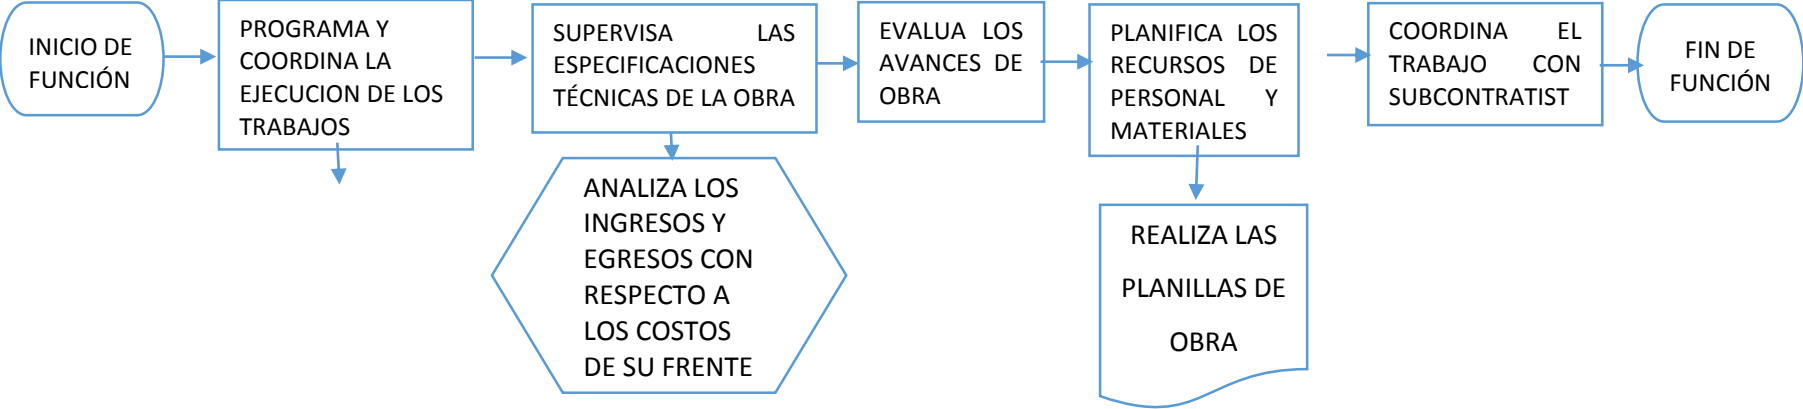 INICIO DE
FUNCIÓN
PROGRAMA Y
COORDINA LA
EJECUCION DE LOS
TRABAJOS
SUPERVISA LAS
ESPECIFICACIONES
TÉCNICAS DE LA OBRA
EVALUA LOS
AVANCES DE
OBRA
PLANIFICA LOS
RECURSOS DE
PERSONAL Y
MATERIALES
COORDINA EL
TRABAJO CON
SUBCONTRATIST
FIN DE
FUNCIÓN
ANALIZA LOS
INGRESOS Y
EGRESOS CON
RESPECTO A
LOS COSTOS
DE SU FRENTE
REALIZA LAS
PLANILLAS DE
OBRA